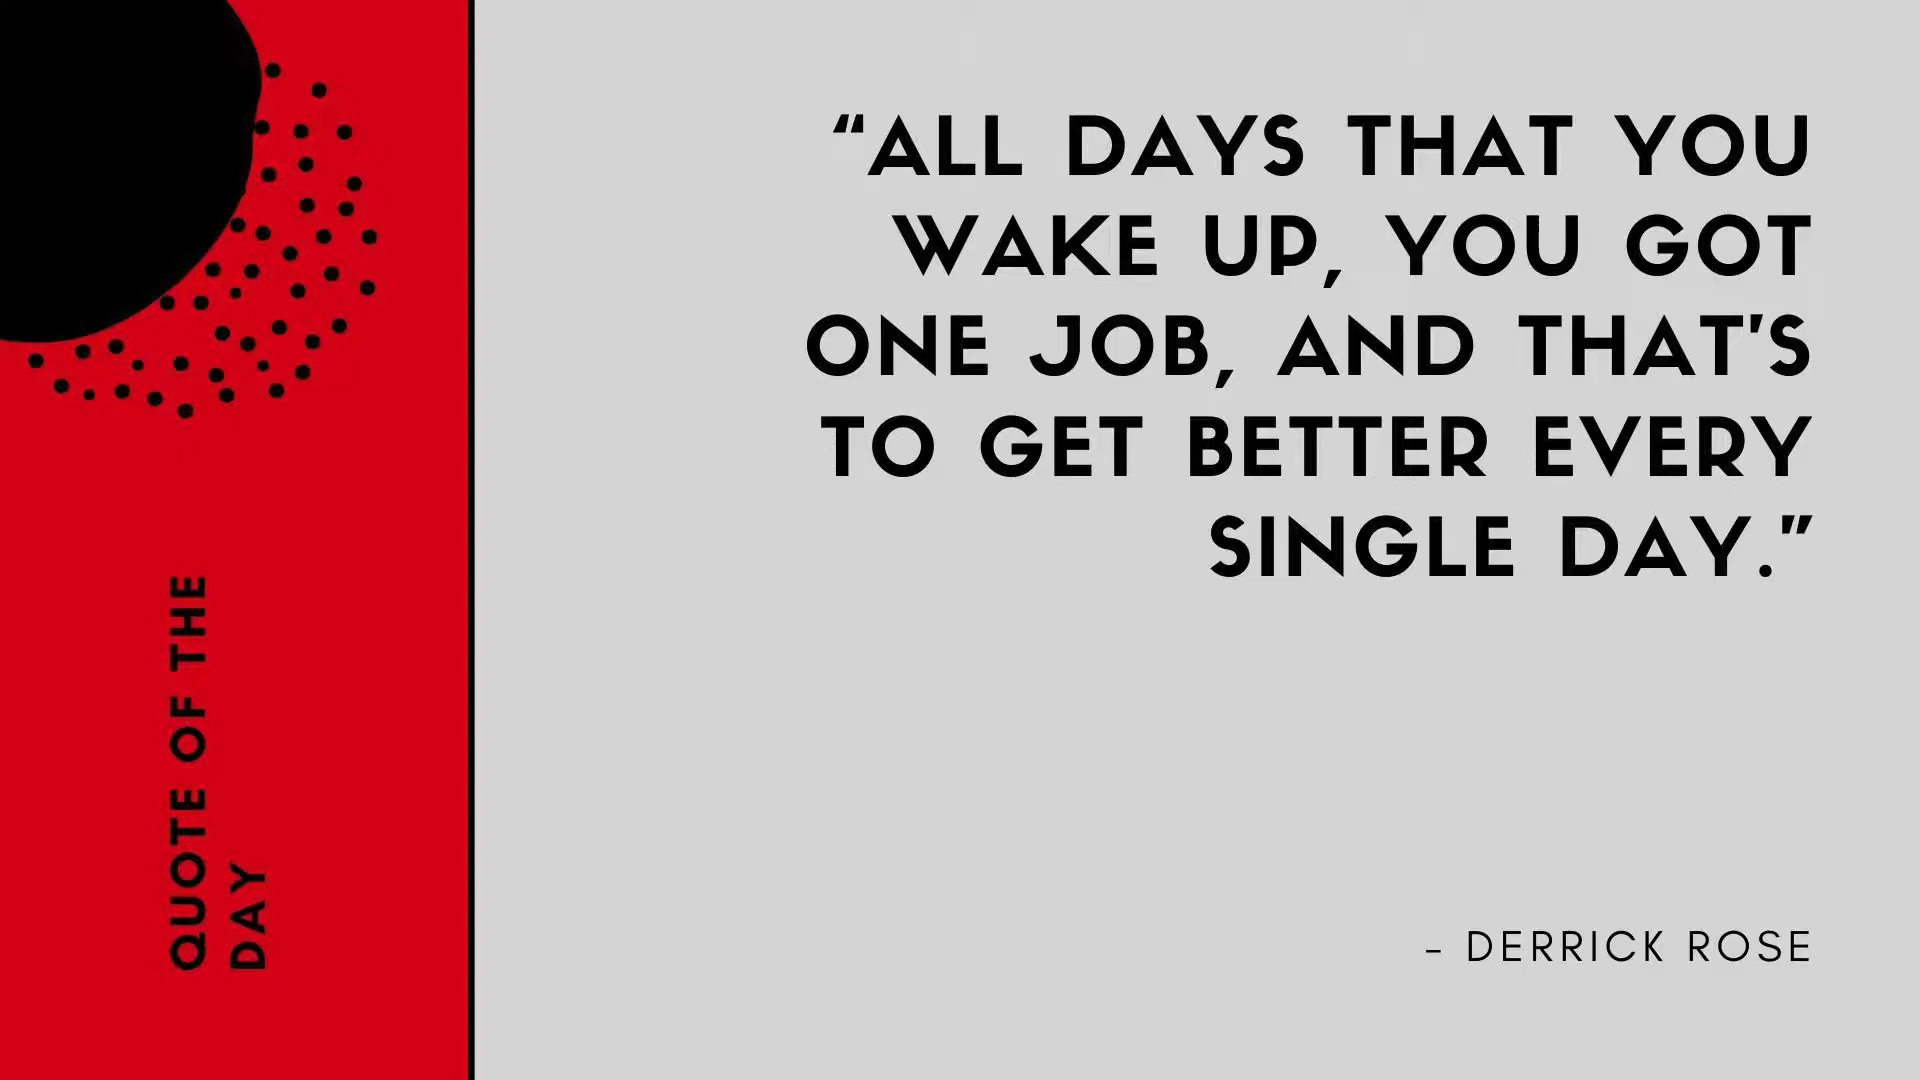 QUOTE OF THE
DAY
“ALL DAYS THAT YOU
WAKE UP, YOU GOT
ONE JOB, AND THAT'S
TO GET BETTER EVERY
SINGLE DAY.”
- DERRICK ROSE